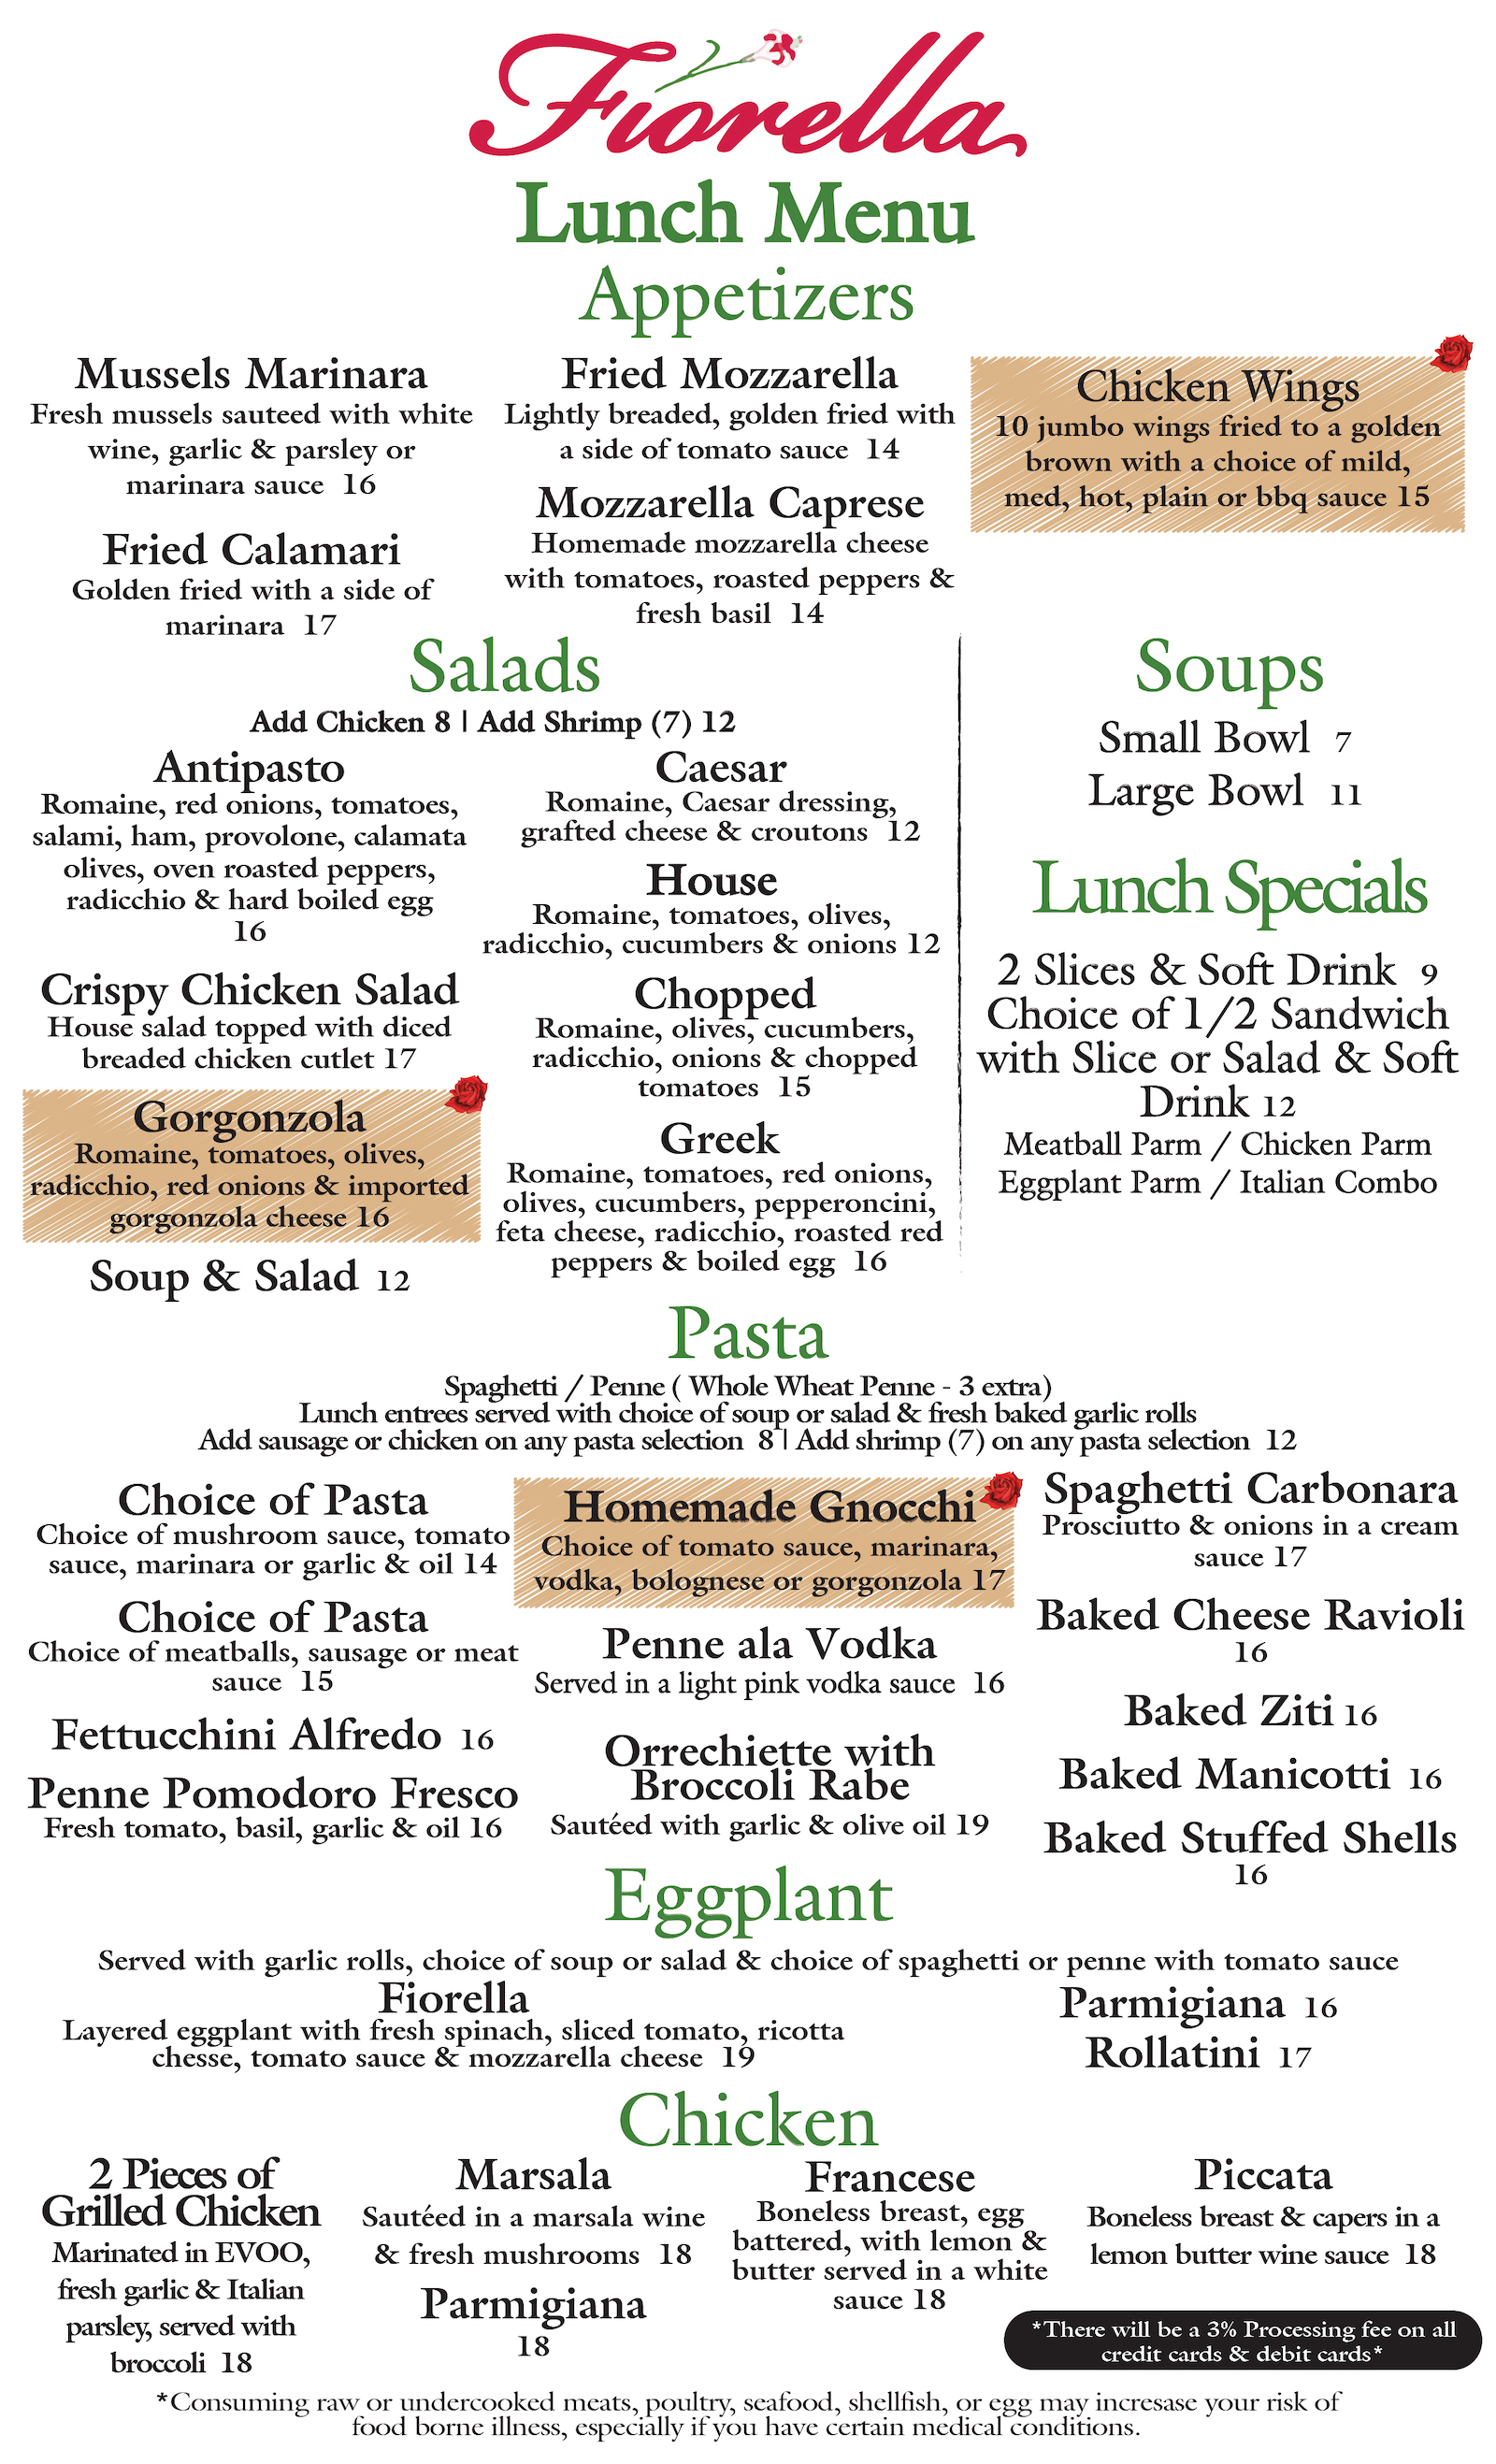 Fiorella
Lunch Menu
Appetizers
Mussels Marinara
Fresh mussels sauteed with white
wine, garlic & parsley or
marinara sauce 16
Fried Calamari
Golden fried with a side of
marinara 17
Fried Mozzarella
Lightly breaded, golden fried with
a side of tomato sauce 14
Mozzarella Caprese
Homemade mozzarella cheese
with tomatoes, roasted peppers &
fresh basil 14
Chicken Wings
10 jumbo wings fried to a golden
brown with a choice of mild,
med, hot, plain or bbq sauce 15
Salads
Add Chicken 8 | Add Shrimp (7) 12
Antipasto
Romaine, red onions, tomatoes,
salami, ham, provolone, calamata
olives, oven roasted peppers,
radicchio & hard boiled egg
16
Crispy Chicken Salad
House salad topped with diced
breaded chicken cutlet 17
Gorgonzola
Romaine, tomatoes, olives,
radicchio, red onions & imported
gorgonzola cheese 16
Soup & Salad 12
Caesar
Romaine, Caesar dressing,
grafted cheese & croutons 12
House
Romaine, tomatoes, olives,
radicchio, cucumbers & onions 12
Chopped
Romaine, olives, cucumbers,
radicchio, onions & chopped
tomatoes 15
Greek
Romaine, tomatoes, red onions,
olives, cucumbers, pepperoncini,
feta cheese, radicchio, roasted red
peppers & boiled egg 16
Soups
Small Bowl 7
Large Bowl 11
Lunch Specials
2 Slices & Soft Drink 9
Choice of 1/2 Sandwich
with Slice or Salad & Soft
Drink 12
Meatball Parm / Chicken Parm
Eggplant Parm / Italian Combo
Pasta
Spaghetti / Penne ( Whole Wheat Penne - 3 extra)
Lunch entrees served with choice of soup or salad & fresh baked garlic rolls
Add sausage or chicken on any pasta selection 8 | Add shrimp (7) on any pasta selection 12
Choice of Pasta
Choice of mushroom sauce, tomato
sauce, marinara or garlic & oil 14
Choice of Pasta
Choice of meatballs, sausage or meat
sauce 15
Fettucchini Alfredo 16
Penne Pomodoro Fresco
Fresh tomato, basil, garlic & oil 16
Homemade Gnocchi
Choice of tomato sauce, marinara,
vodka, bolognese or gorgonzola 17
Penne ala Vodka
Served in a light pink vodka sauce 16
Orrechiette with
Broccoli Rabe
Sautéed with garlic & olive oil 19
Spaghetti Carbonara
Prosciutto & onions in a cream
sauce 17
Baked Cheese Ravioli
16
Baked Ziti 16
Baked Manicotti 16
Baked Stuffed Shells
16
Eggplant
Served with garlic rolls, choice of soup or salad & choice of spaghetti or penne with tomato sauce
Fiorella
Layered eggplant with fresh spinach, sliced tomato, ricotta
chesse, tomato sauce & mozzarella cheese 19
Parmigiana 16
Rollatini 17
Chicken
2 Pieces of
Grilled Chicken
Marinated in EVOO,
fresh garlic & Italian
parsley, served with
broccoli 18
Marsala
Sautéed in a marsala wine
& fresh mushrooms 18
Parmigiana
18
Francese
Boneless breast, egg
battered, with lemon &
butter served in a white
sauce 18
Piccata
Boneless breast & capers in a
lemon butter wine sauce 18
*There will be a 3% Processing fee on all
credit cards & debit cards*
*Consuming raw or undercooked meats, poultry, seafood, shellfish, or egg may incresase your risk of
food borne illness, especially if you have certain medical conditions.